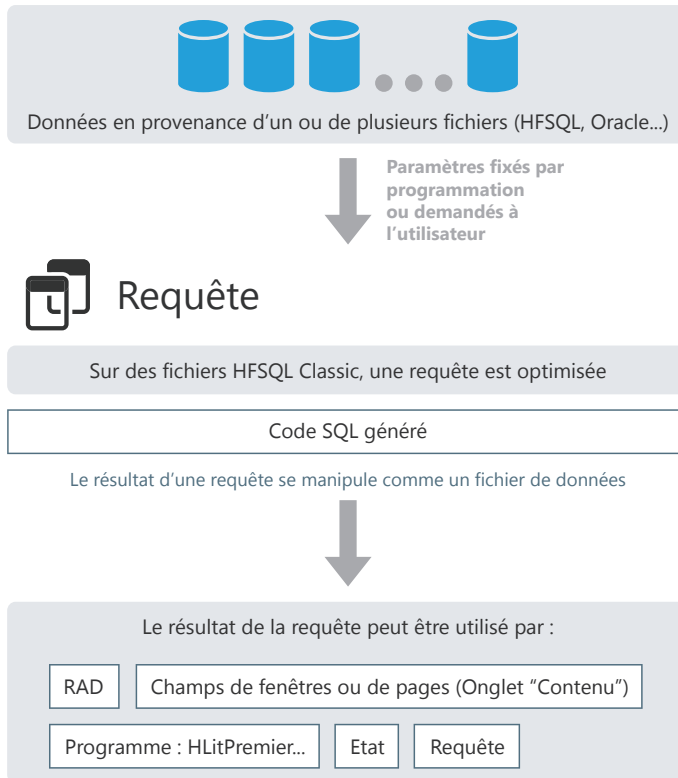 Données en provenance d’un ou de plusieurs fichiers (HFSQL, Oracle...)
Paramètres fixés par
programmation
ou demandés à
l’utilisateur
Requête
Sur des fichiers HFSQL Classic, une requête est optimisée
Code SQL généré
Le résultat d’une requête se manipule comme un fichier de données
Le résultat de la requête peut être utilisé par :
RAD
Champs de fenêtres ou de pages (Onglet “Contenu”)
Programme : HLitPremier...
Etat
Requête